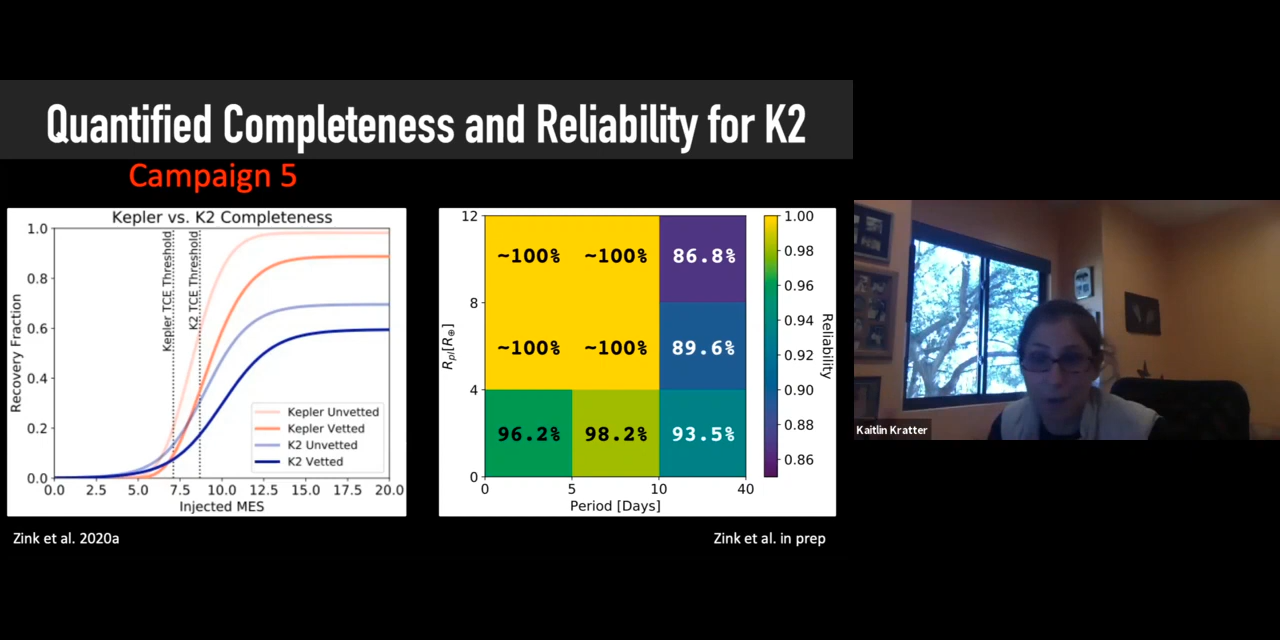 Quantified Completeness and Reliability for K2
Campaign 5
Kepler vs. K2 Completeness
Recovery Fraction
1.0
0.8
0.6
0.4
0.2
0.0
Kepler TCE Threshold
K2 TCE Threshold
Kepler Unvetted
Kepler Vetted
K2 Unvetted
K2 Vetted
0.0 2.5 5.0 7.5 10.0 12.5 15.0 17.5 20.0
Injected MES
Zink et al. 2020a
R_pl[R_⊕]
12
8
4
0
~100% ~100% 86.8%
~100% ~100% 89.6%
96.2% 98.2% 93.5%
0 5 10 40
Period [Days]
1.00
0.98
0.96
0.94
0.92
0.90
0.88
0.86
Reliability
Zink et al. in prep
Kaitlin Kratter